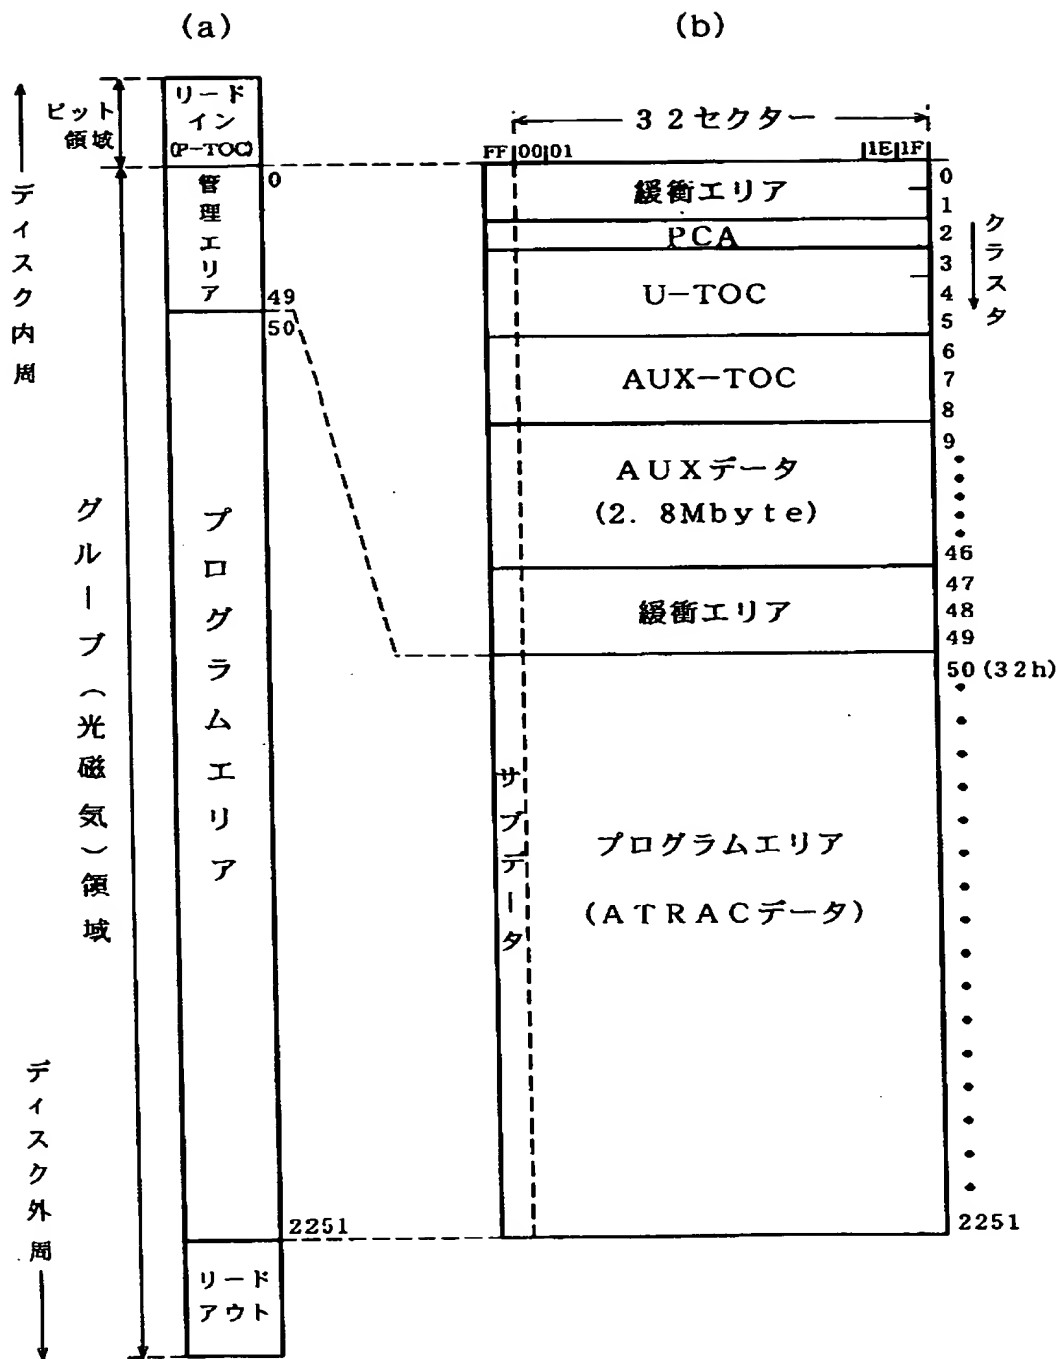 (a)
(b)
ディスク内周
ピット
領域
リード
イン
(P-TOC)
管理エリア
0
49
50
グルーブ(光磁気)領域
プログラムエリア
ディスク外周
2251
リード
アウト
32セクター
FF 00 01 1E 1F
緩衝エリア
0
1
PCA
2
クラスタ
U-TOC
3
4
5
AUX-TOC
6
7
8
AUXデータ
(2. 8Mbyte)
9
46
緩衝エリア
47
48
49
50 (32h)
サブデータ
プログラムエリア
(ATRACデータ)
2251